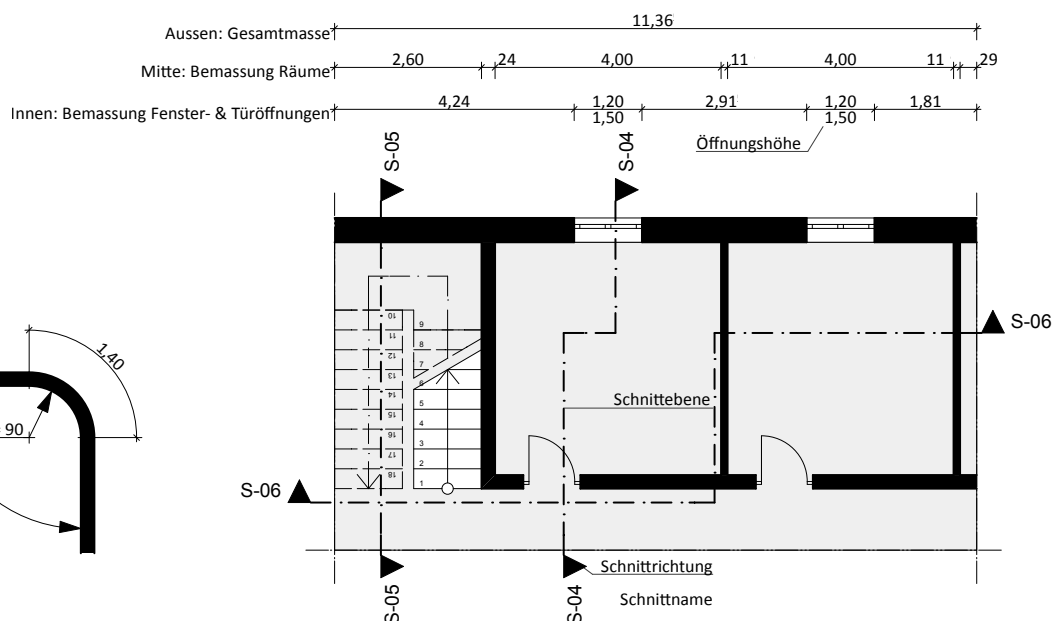 11,36
Aussen: Gesamtmasse
2,60 24 4,00 11 4,00 11 29
Mitte: Bemassung Räume
4,24 1,20 2,91 1,20 1,81
Innen: Bemassung Fenster- & Türöffnungen
1,50 1,50
Öffnungshöhe
S-05
S-04
10 9
11 8
12 7
13 6
14 5
15 4
16 3
17 2
18 1
S-06
1,40
90
Schnittebene
S-06
Schnittrichtung
Schnittname
S-05
S-04